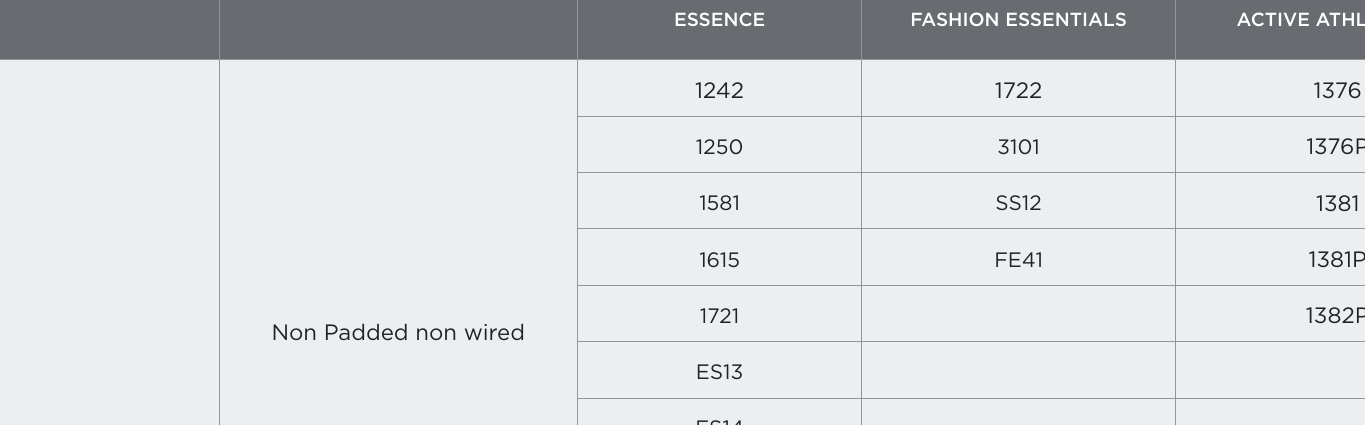 ESSENCE FASHION ESSENTIALS ACTIVE ATHL
1242 1722 1376
1250 3101 1376P
1581 SS12 1381
1615 FE41 1381P
1721 1382P
Non Padded non wired
ES13
ES14